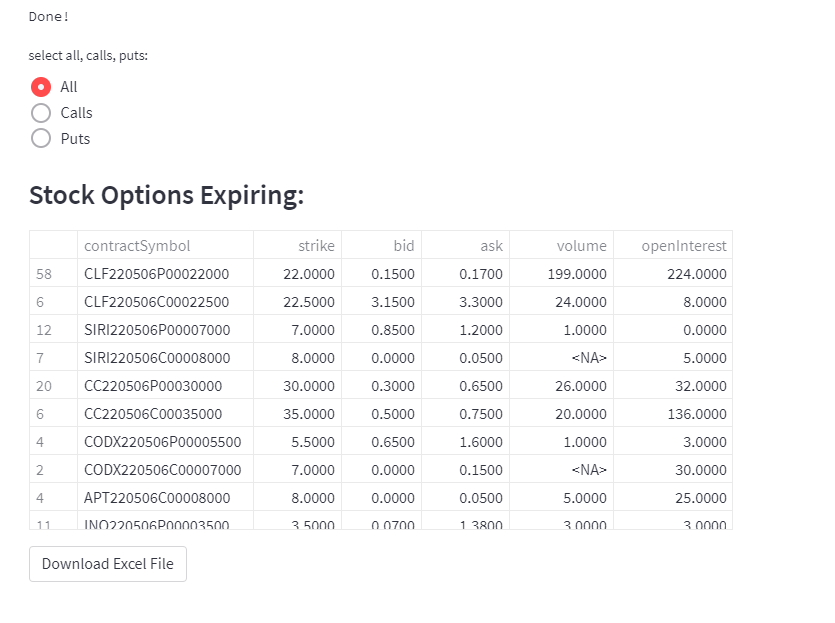 Done!
select all, calls, puts:
All
Calls
Puts
Stock Options Expiring:
contractSymbol strike bid ask volume openInterest
58 CLF220506P00022000 22.0000 0.1500 0.1700 199.0000 224.0000
6 CLF220506C00022500 22.5000 3.1500 3.3000 24.0000 8.0000
12 SIRI220506P00007000 7.0000 0.8500 1.2000 1.0000 0.0000
7 SIRI220506C00008000 8.0000 0.0000 0.0500 <NA> 5.0000
20 CC220506P00030000 30.0000 0.3000 0.6500 26.0000 32.0000
6 CC220506C00035000 35.0000 0.5000 0.7500 20.0000 136.0000
4 CODX220506P00005500 5.5000 0.6500 1.6000 1.0000 3.0000
2 CODX220506C00007000 7.0000 0.0000 0.1500 <NA> 30.0000
4 APT220506C00008000 8.0000 0.0000 0.0500 5.0000 25.0000
11 INO220506P00003500 3.5000 0.0700 1.3800 3.0000 3.0000
Download Excel File